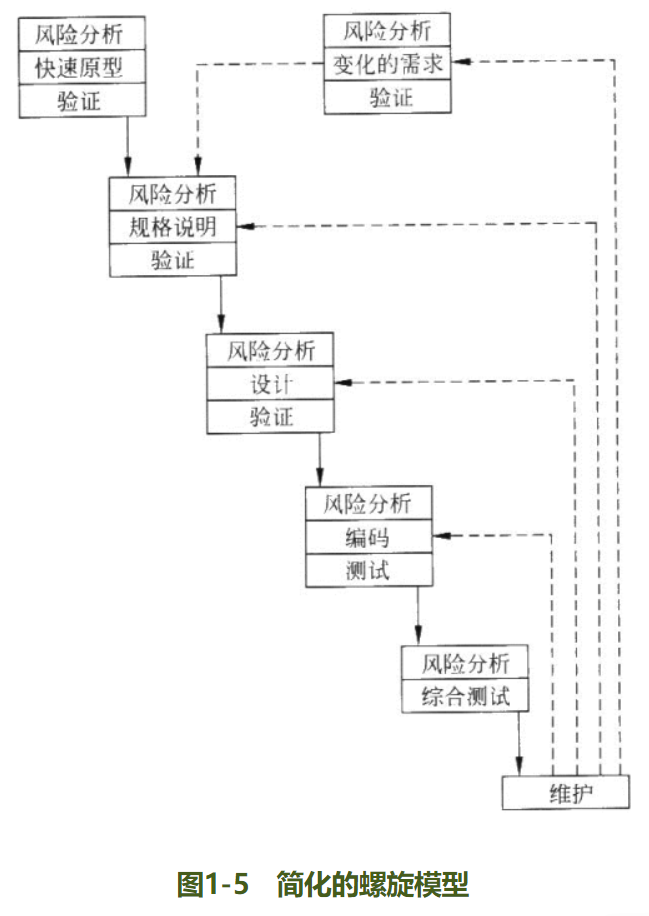 风险分析
快速原型
验证
风险分析
变化的需求
验证
风险分析
规格说明
验证
风险分析
设计
验证
风险分析
编码
测试
风险分析
综合测试
维护
图1-5 简化的螺旋模型